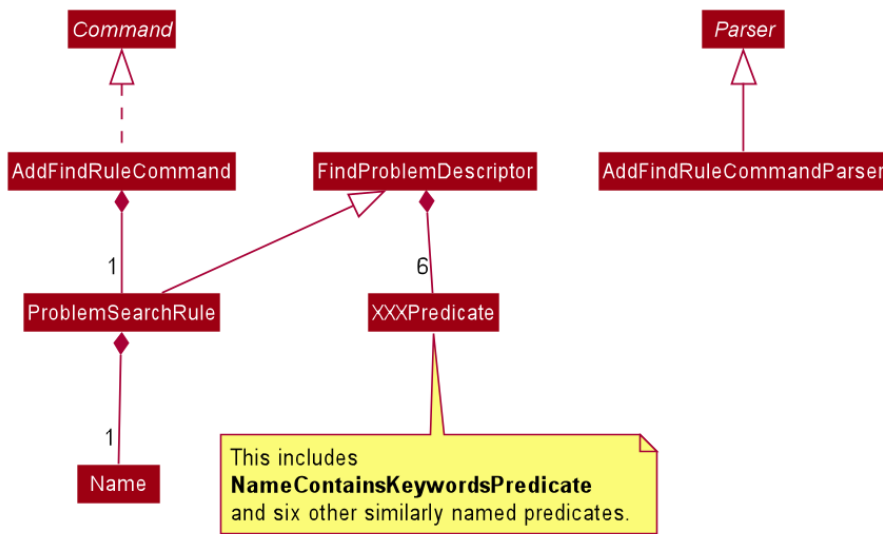 Command
Parser
AddFindRuleCommand
FindProblemDescriptor
AddFindRuleCommandParser
1
6
ProblemSearchRule
XXXPredicate
1
This includes
NameContainsKeywordsPredicate
and six other similarly named predicates.
Name